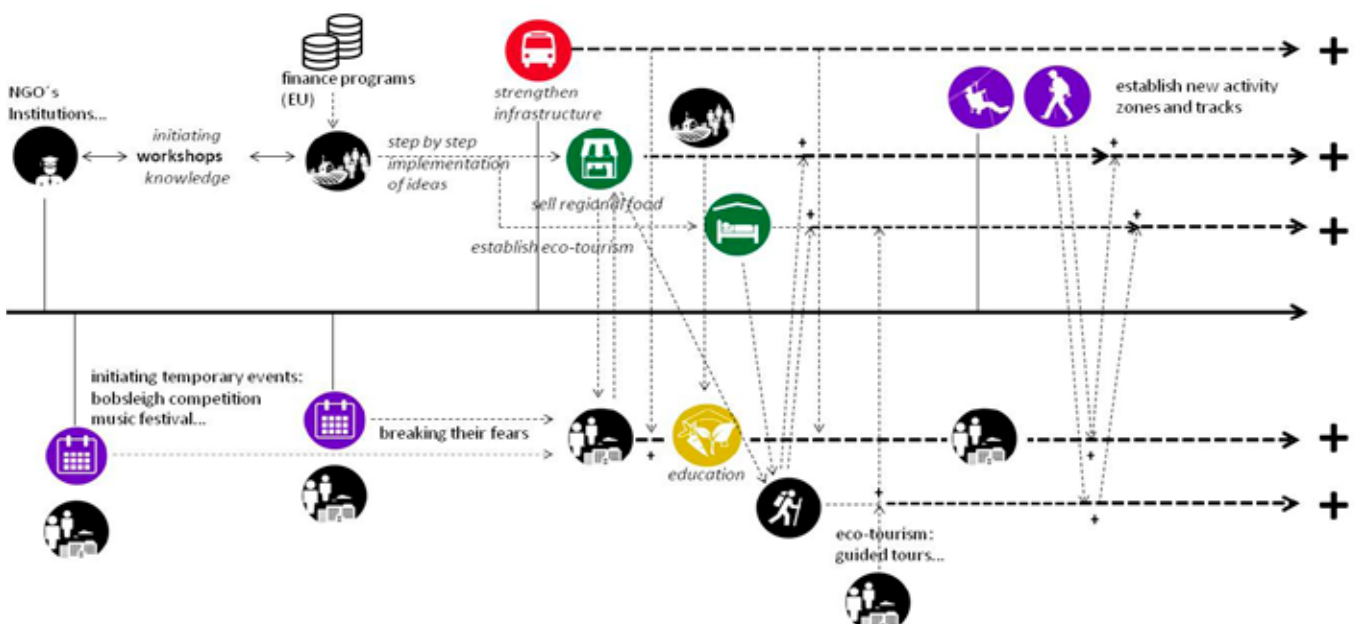 finance programs
(EU)
NGO´s
Institutions...
initiating
workshops
knowledge
step by step
implementation
of ideas
strengthen
infrastructure
sell regional food
establish eco-tourism
establish new activity
zones and tracks
initiating temporary events:
bobsleigh competition
music festival...
breaking their fears
education
eco-tourism:
guided tours...